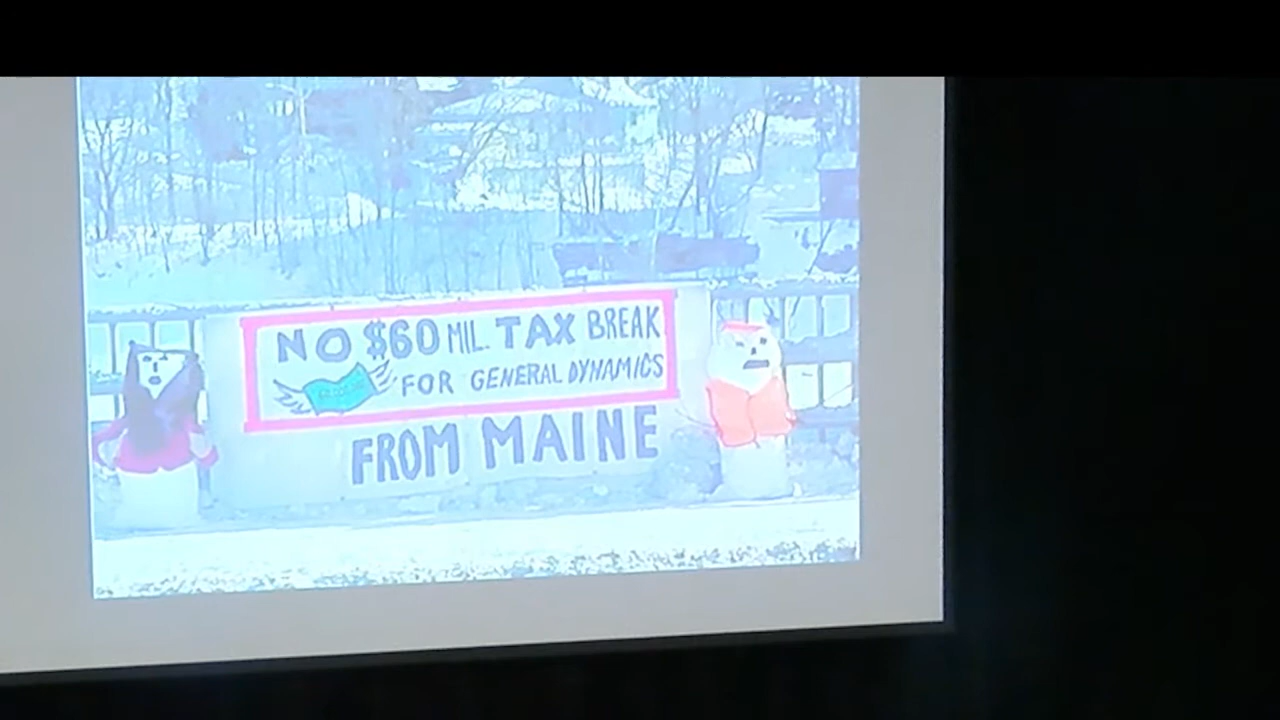 NO $60 MIL. TAX BREAK
FOR GENERAL DYNAMICS
FROM MAINE